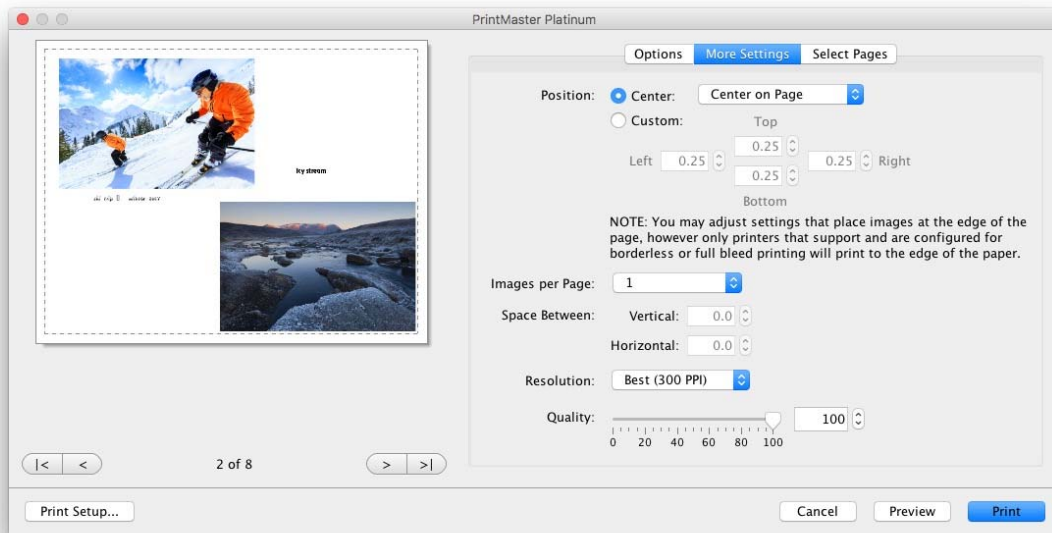 PrintMaster Platinum
Options More Settings Select Pages
Position: Center: Center on Page
Custom: Top
0.25
Left 0.25 0.25 Right
0.25
Bottom
NOTE: You may adjust settings that place images at the edge of the
page, however only printers that support and are configured for
borderless or full bleed printing will print to the edge of the paper.
Images per Page: 1
Space Between: Vertical: 0.0
Horizontal: 0.0
Resolution: Best (300 PPI)
Quality: 100
0 20 40 60 80 100
Icy stream
ski trip winter
|< < 2 of 8 > >|
Print Setup... Cancel Preview Print